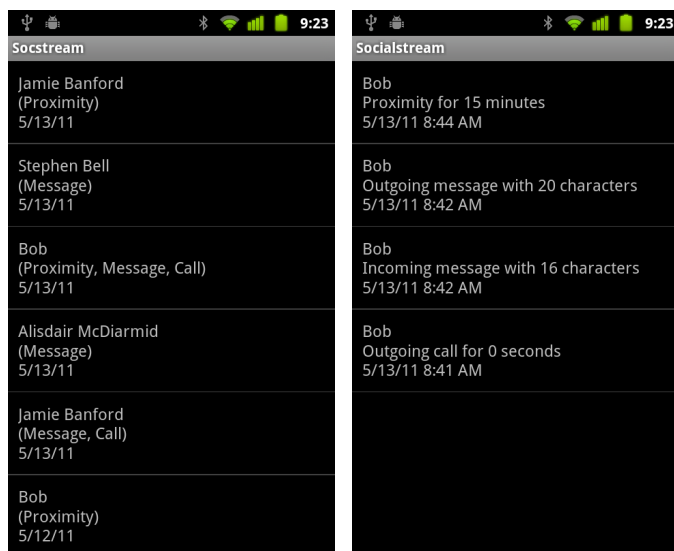 9:23
Socstream
Jamie Banford
(Proximity)
5/13/11
Stephen Bell
(Message)
5/13/11
Bob
(Proximity, Message, Call)
5/13/11
Alisdair McDiarmid
(Message)
5/13/11
Jamie Banford
(Message, Call)
5/13/11
Bob
(Proximity)
5/12/11
9:23
Socialstream
Bob
Proximity for 15 minutes
5/13/11 8:44 AM
Bob
Outgoing message with 20 characters
5/13/11 8:42 AM
Bob
Incoming message with 16 characters
5/13/11 8:42 AM
Bob
Outgoing call for 0 seconds
5/13/11 8:41 AM